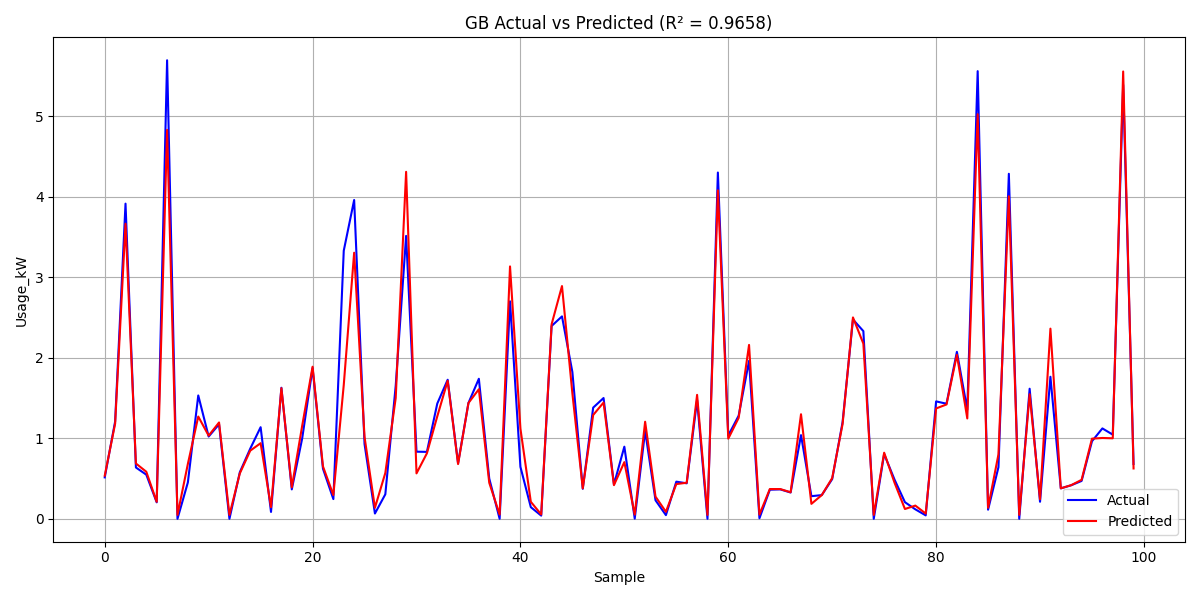 GB Actual vs Predicted (R² = 0.9658)
Usage_kW
5
4
3
2
1
0
0 20 40 60 80 100
Sample
Actual
Predicted